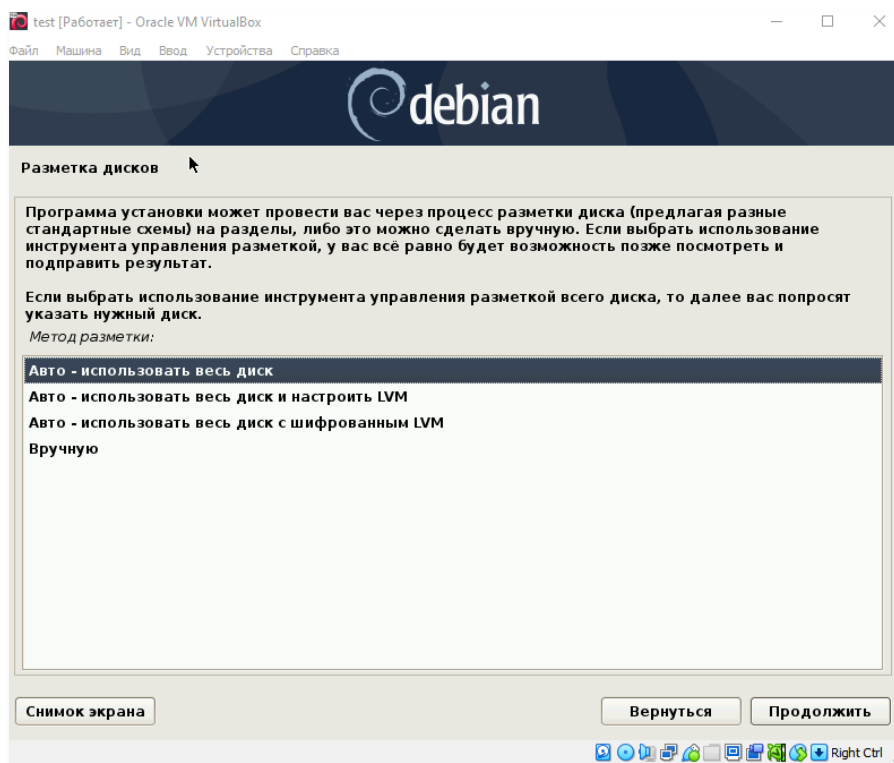 test [Работает] - Oracle VM VirtualBox
Файл Машина Вид Ввод Устройства Справка
debian
Разметка дисков
Программа установки может провести вас через процесс разметки диска (предлагая разные
стандартные схемы) на разделы, либо это можно сделать вручную. Если выбрать использование
инструмента управления разметкой, у вас всё равно будет возможность позже посмотреть и
подправить результат.
Если выбрать использование инструмента управления разметкой всего диска, то далее вас попросят
указать нужный диск.
Метод разметки:
Авто - использовать весь диск
Авто - использовать весь диск и настроить LVM
Авто - использовать весь диск с шифрованным LVM
Вручную
Снимок экрана Вернуться Продолжить
Right Ctrl